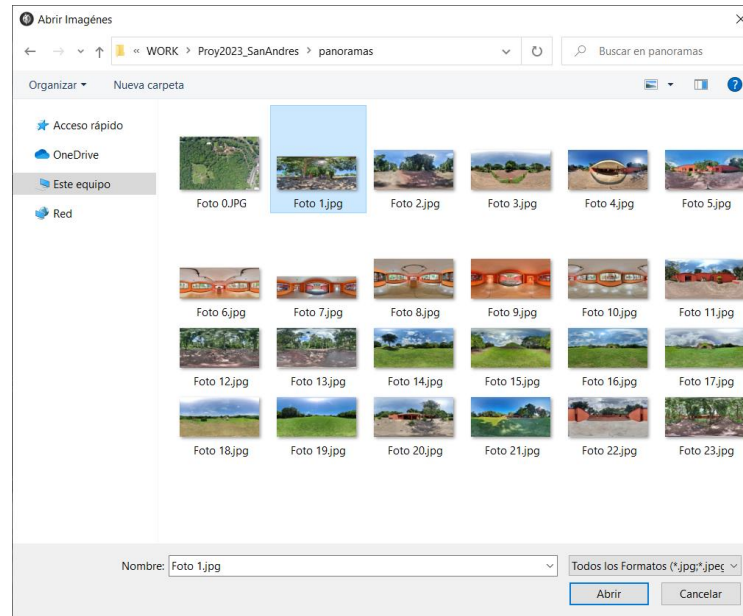 Abrir Imagénes
« WORK > Proy2023_SanAndres > panoramas
Buscar en panoramas
Organizar
Nueva carpeta
Acceso rápido
OneDrive
Este equipo
Red
Foto 0.JPG
Foto 1.jpg
Foto 2.jpg
Foto 3.jpg
Foto 4.jpg
Foto 5.jpg
Foto 6.jpg
Foto 7.jpg
Foto 8.jpg
Foto 9.jpg
Foto 10.jpg
Foto 11.jpg
Foto 12.jpg
Foto 13.jpg
Foto 14.jpg
Foto 15.jpg
Foto 16.jpg
Foto 17.jpg
Foto 18.jpg
Foto 19.jpg
Foto 20.jpg
Foto 21.jpg
Foto 22.jpg
Foto 23.jpg
Nombre: Foto 1.jpg
Todos los Formatos (*.jpg;*.jpeg
Abrir
Cancelar